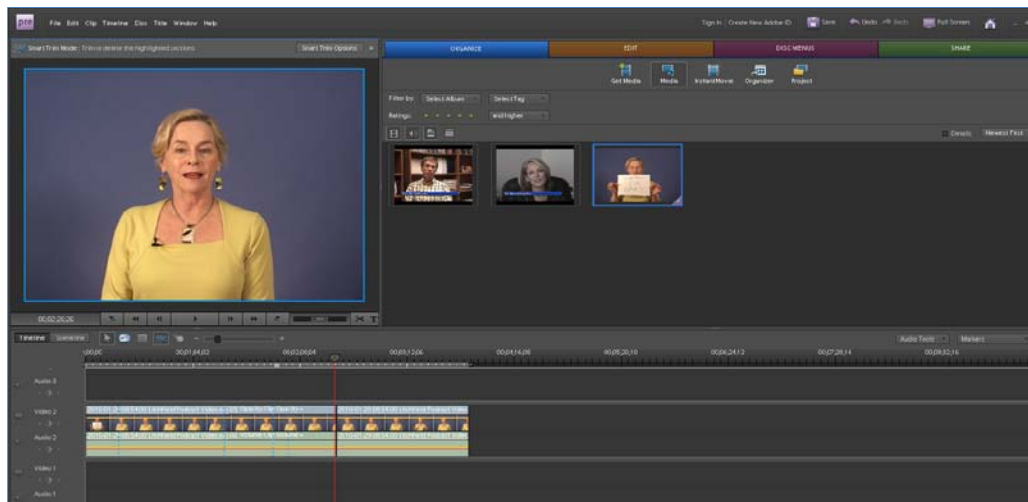 pre File Edit Clip Timeline Disc Title Window Help Sign In Create New Adobe ID Save Undo Redo Full Screen
Smart Trim Mode: Trim or delete the highlighted sections Smart Trim Options
ORGANIZE EDIT DISC MENUS SHARE
Get Media Media InstantMovie Organizer Project
Filter by: Select Album Select Tag
Ratings: and higher
Details Newest First
00;02;26;26
Timeline Sceneline Audio Tools Markers
00;01;04;02 00;02;08;04 00;03;12;06 00;04;16;08 00;05;20;10 00;06;24;12 00;07;28;14 00;08;32;16
Audio 3
Video 2
Audio 2
Video 1
Audio 1